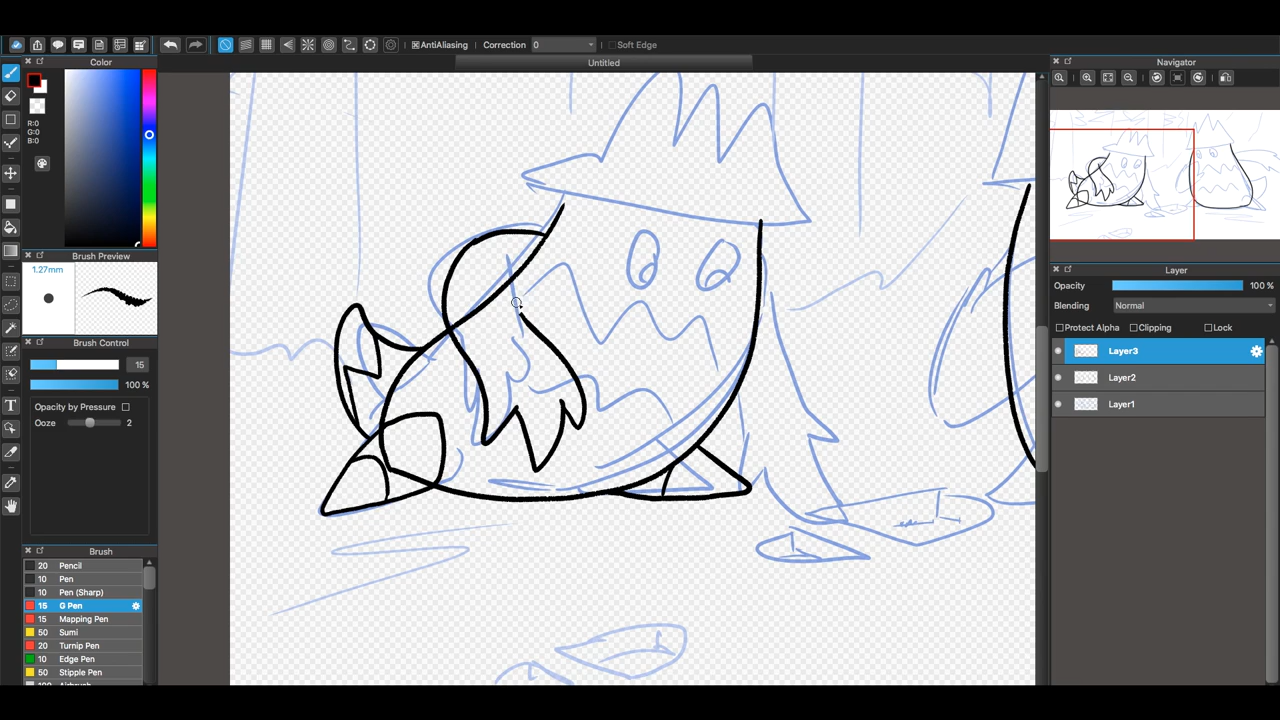 AntiAliasing Correction 0 Soft Edge
Color
Untitled
Navigator
R:0
G:0
B:0
Brush Preview
1.27mm
Brush Control
15
100 %
Opacity by Pressure
Ooze 2
Brush
20 Pencil
10 Pen
10 Pen (Sharp)
15 G Pen
15 Mapping Pen
50 Sumi
20 Turnip Pen
10 Edge Pen
50 Stipple Pen
Layer
Opacity 100 %
Blending Normal
Protect Alpha Clipping Lock
Layer3
Layer2
Layer1